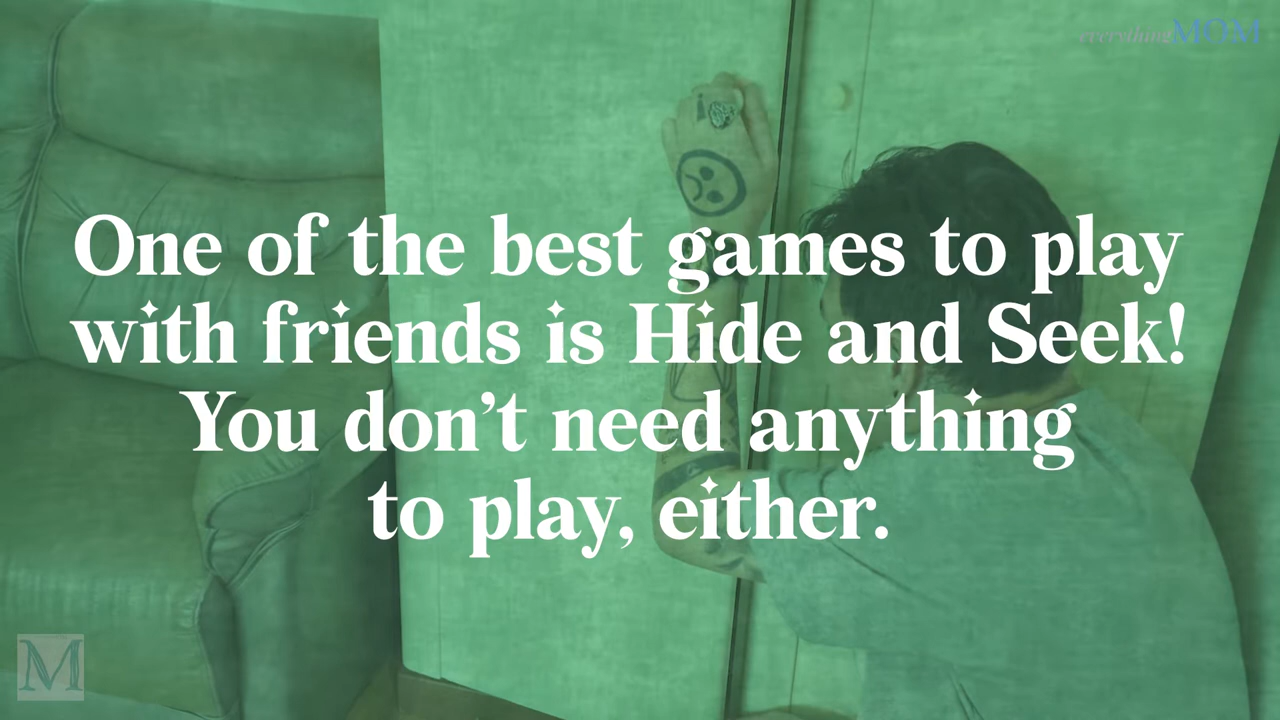 everythingMOM
One of the best games to play
with friends is Hide and Seek!
You don't need anything
to play, either.
M